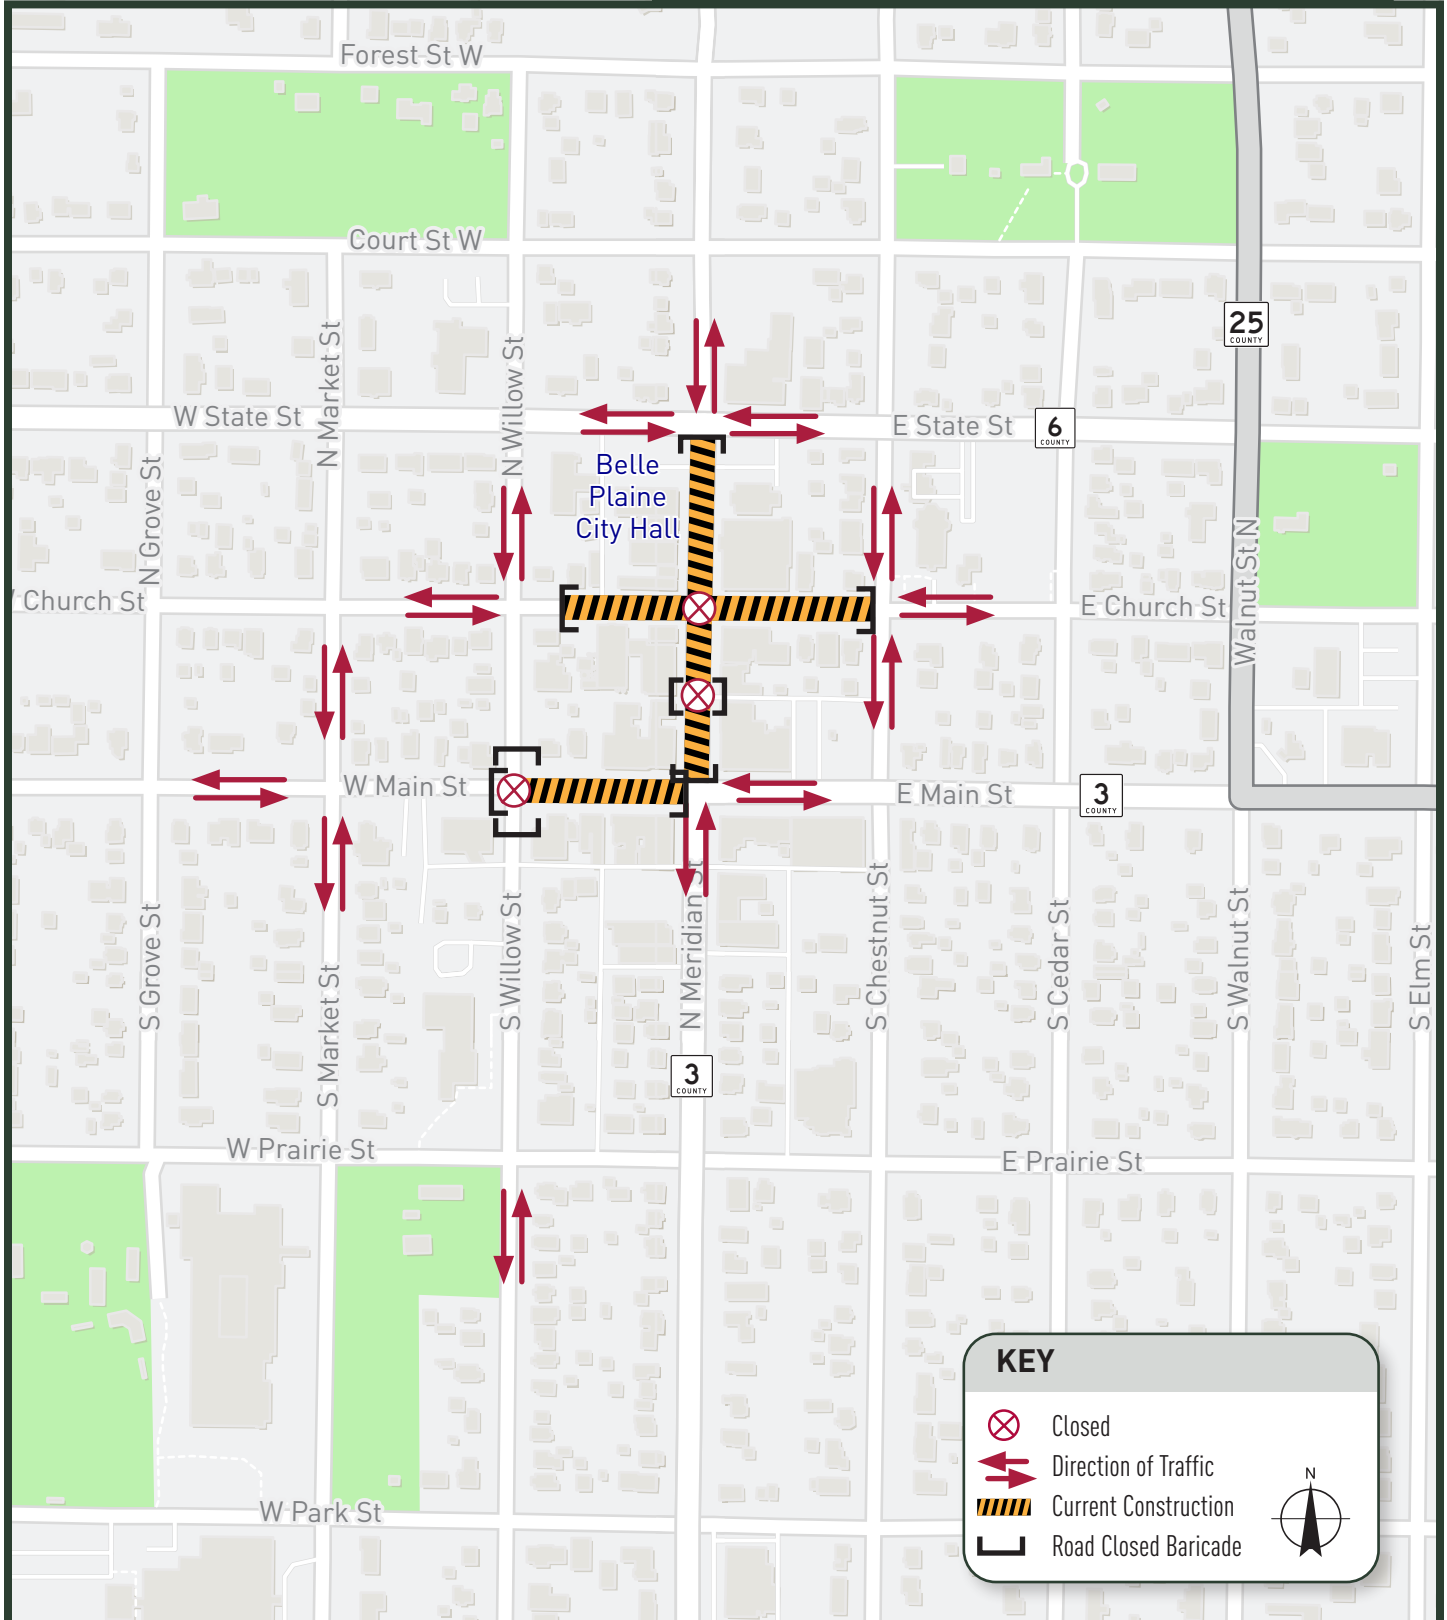 Forest St W
Court St W
25
COUNTY
N Market St
N Willow St
W State St
E State St
6
COUNTY
Belle
Plaine
City Hall
N Grove St
Walnut St N
Church St
E Church St
W Main St
E Main St
3
COUNTY
S Grove St
S Market St
S Willow St
N Meridian St
S Chestnut St
S Cedar St
S Walnut St
S Elm St
3
COUNTY
W Prairie St
E Prairie St
W Park St
KEY
Closed
Direction of Traffic
Current Construction
Road Closed Baricade
N